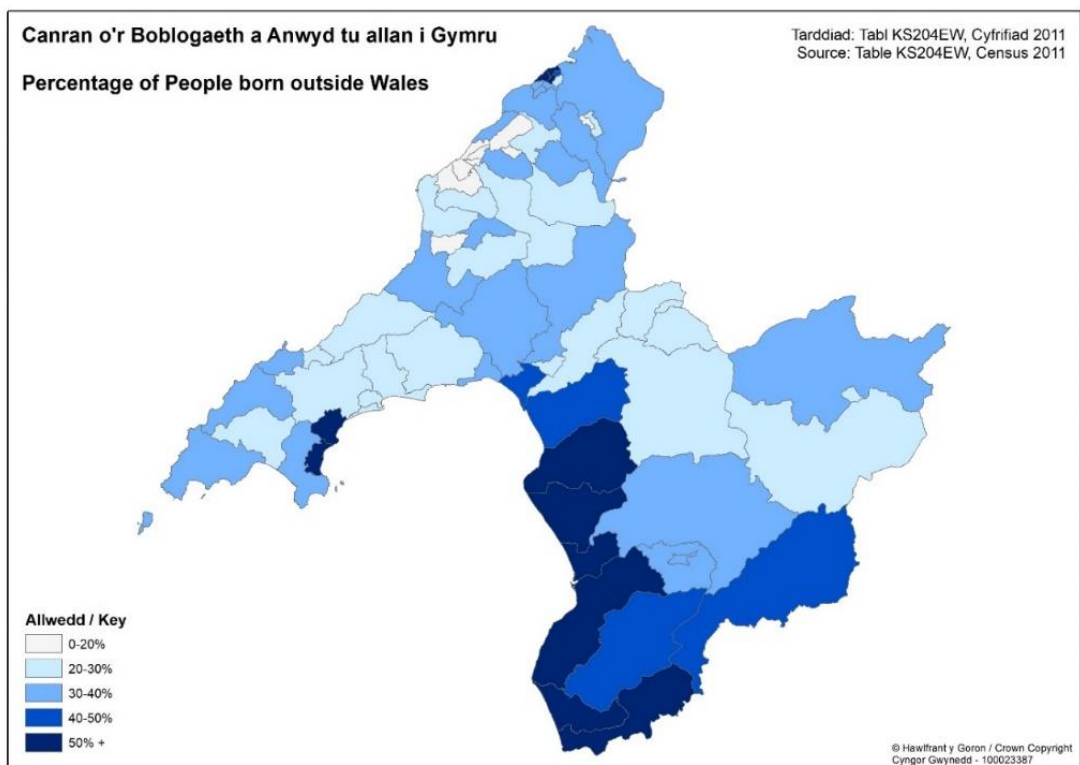 Canran o'r Boblogaeth a Anwyd tu allan i Gymru
Percentage of People born outside Wales
Tarddiad: Tabl KS204EW, Cyfrifiad 2011
Source: Table KS204EW, Census 2011
Allwedd / Key
0-20%
20-30%
30-40%
40-50%
50% +
© Hawlfraint y Goron / Crown Copyright
Cyngor Gwynedd - 100023387